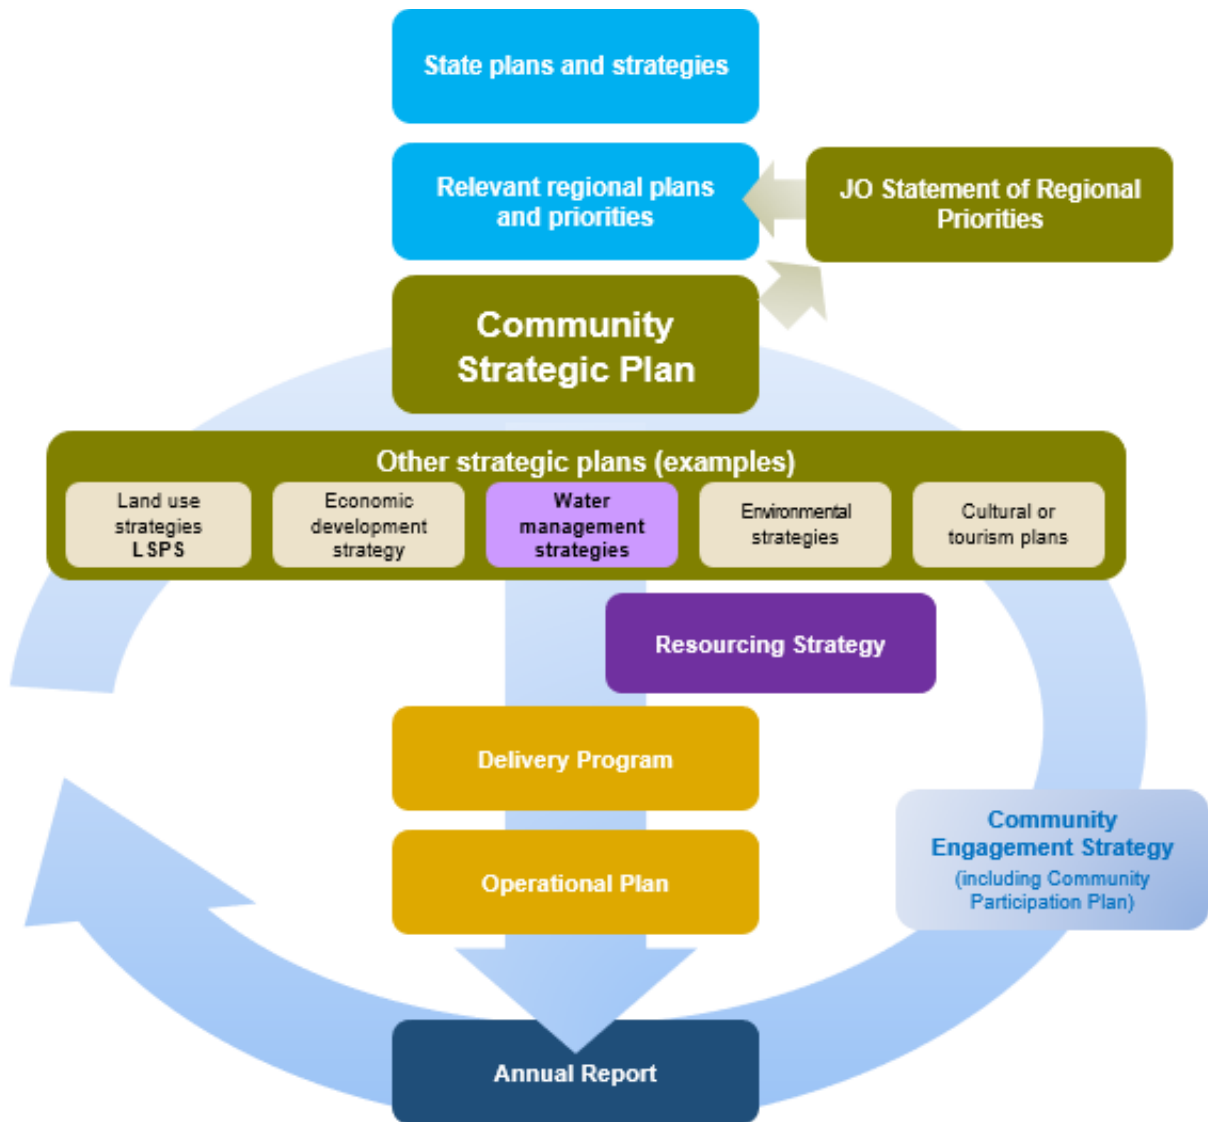 State plans and strategies
Relevant regional plans
and priorities
JO Statement of Regional
Priorities
Community
Strategic Plan
Other strategic plans (examples)
Land use
strategies
LSPS
Economic
development
strategy
Water
management
strategies
Environmental
strategies
Cultural or
tourism plans
Resourcing Strategy
Delivery Program
Operational Plan
Community
Engagement Strategy
(including Community
Participation Plan)
Annual Report